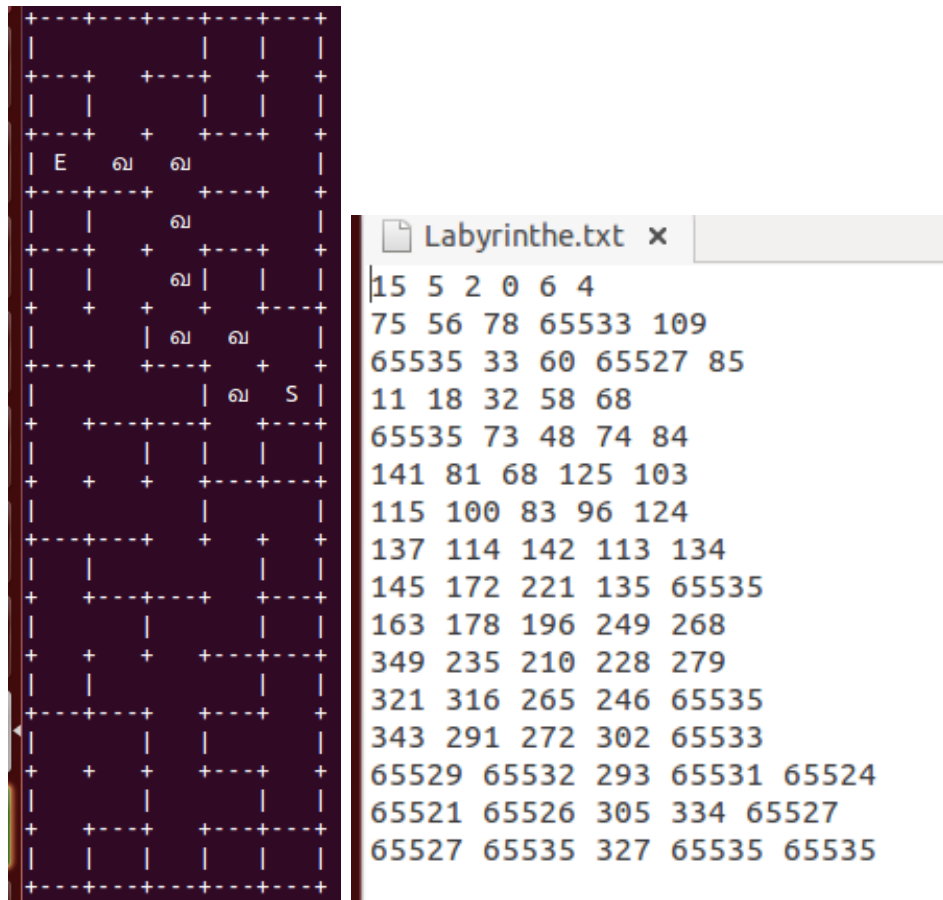 +---+---+---+---+---+
|           |   |   |
+---+   +---+   +   +
|   |       |   |   |
+---+   +   +---+   +
| E   வ   வ         |
+---+---+   +---+   +
|   |     வ         |
+---+   +   +---+   +
|   |     வ |   |   |
+   +   +   +   +---+
|       | வ   வ     |
+---+   +---+   +   +
|           | வ   S |
+   +---+---+   +---+
|       |   |   |   |
+   +   +   +---+---+
|           |       |
+---+---+   +   +   +
|   |           |   |
+   +---+---+   +---+
|       |       |   |
+   +   +   +---+---+
|   |           |   |
+---+---+   +---+   +
|       |   |       |
+   +   +   +---+   +
|       |       |   |
+   +---+   +---+---+
|   |   |   |   |   |
+---+---+---+---+---+
Labyrinthe.txt ×
15 5 2 0 6 4
75 56 78 65533 109
65535 33 60 65527 85
11 18 32 58 68
65535 73 48 74 84
141 81 68 125 103
115 100 83 96 124
137 114 142 113 134
145 172 221 135 65535
163 178 196 249 268
349 235 210 228 279
321 316 265 246 65535
343 291 272 302 65533
65529 65532 293 65531 65524
65521 65526 305 334 65527
65527 65535 327 65535 65535